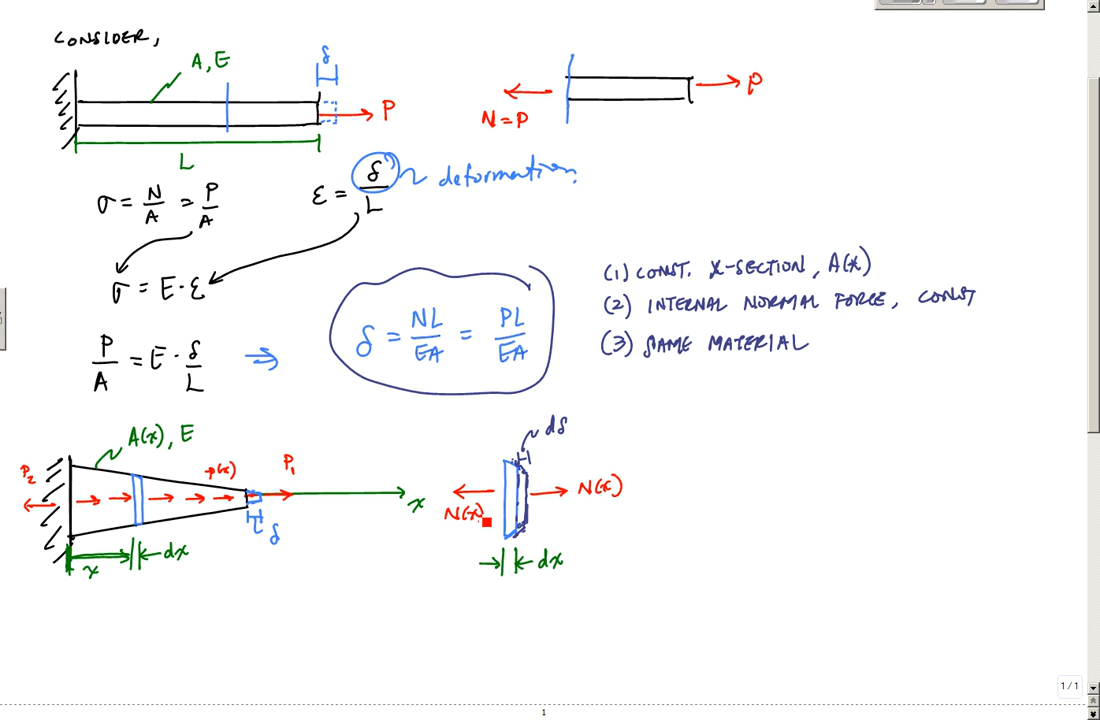 CONSIDER,
A, E
δ
P
L
N = P
P
σ = N/A = P/A
ε = δ/L
deformation
σ = E · ε
P/A = E · δ/L ⇒
δ = NL/EA = PL/EA
(1) CONST. X-SECTION, A(x)
(2) INTERNAL NORMAL FORCE, CONST
(3) SAME MATERIAL
A(x), E
P₂
P₁
x
δ
x
dx
dδ
N(x)
N(x)
dx
1 / 1
1